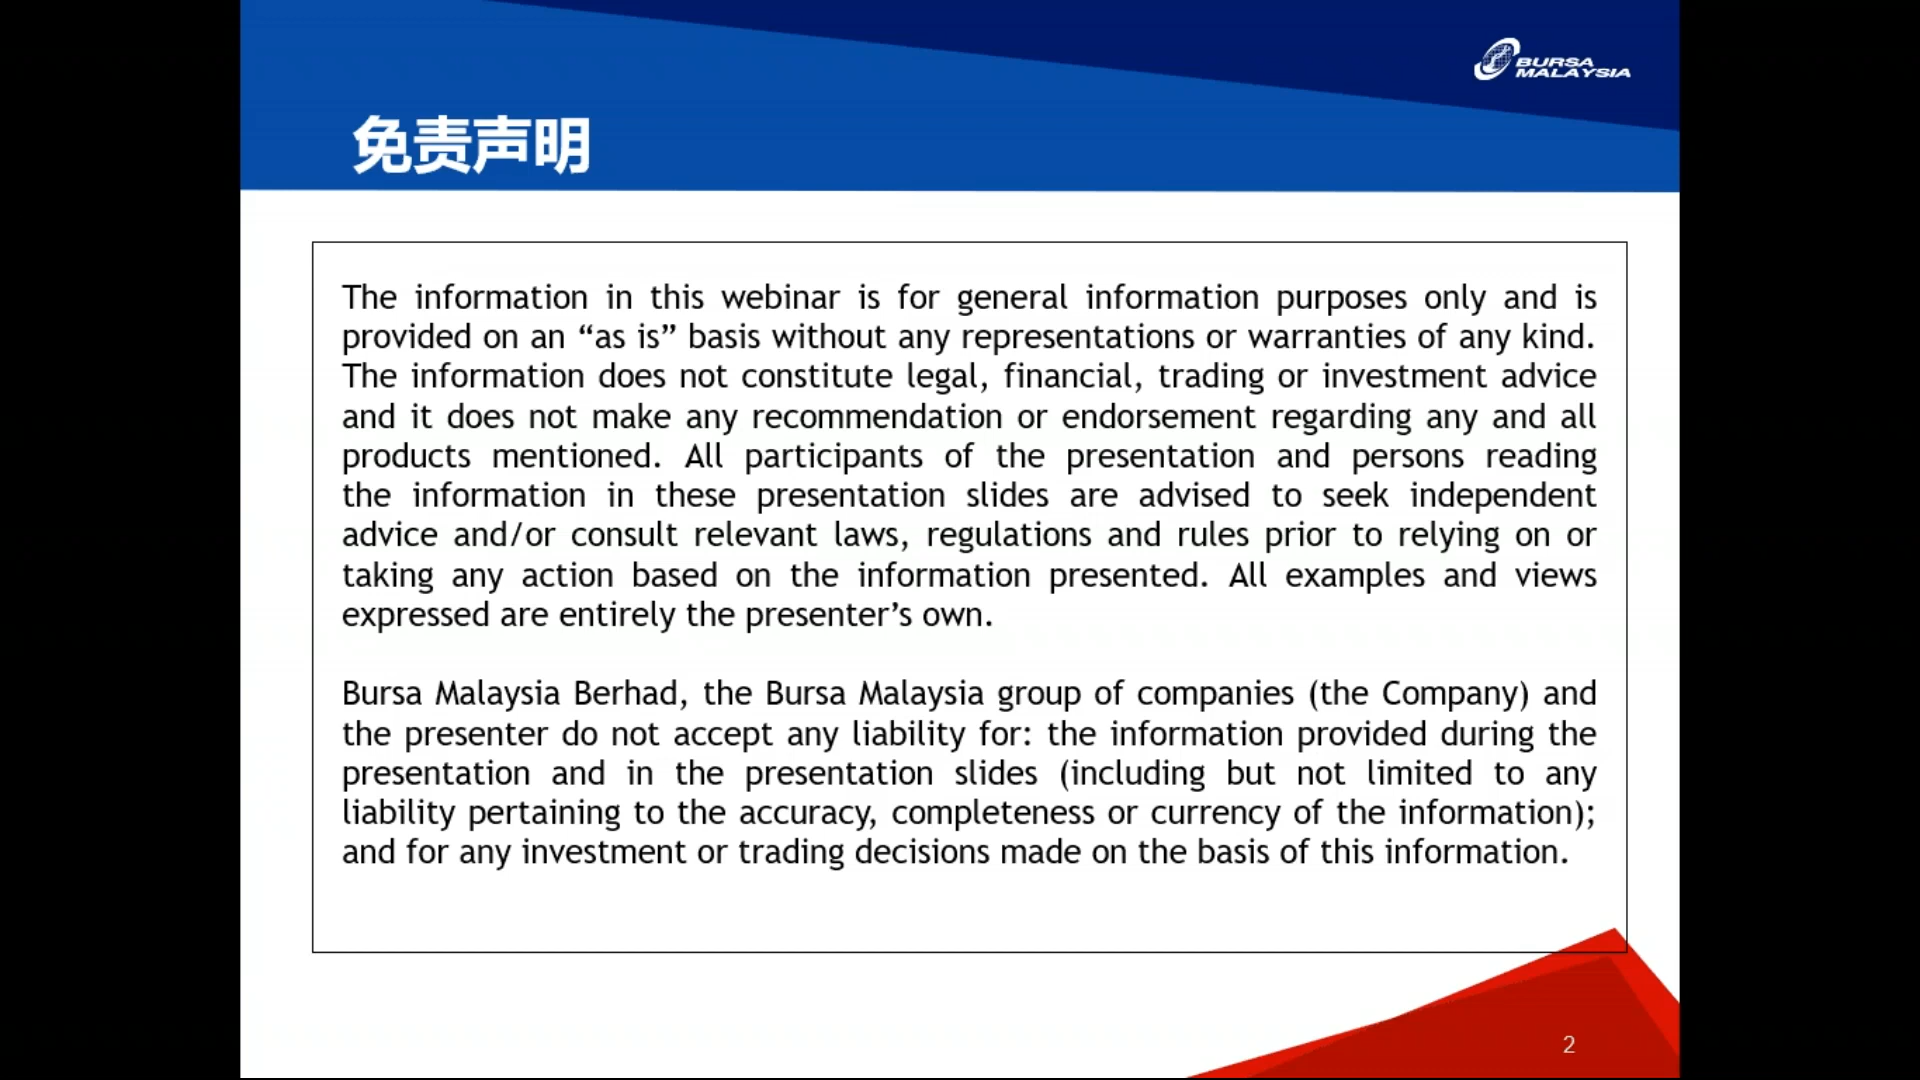 BURSA
MALAYSIA
免责声明
The information in this webinar is for general information purposes only and is
provided on an “as is” basis without any representations or warranties of any kind.
The information does not constitute legal, financial, trading or investment advice
and it does not make any recommendation or endorsement regarding any and all
products mentioned. All participants of the presentation and persons reading
the information in these presentation slides are advised to seek independent
advice and/or consult relevant laws, regulations and rules prior to relying on or
taking any action based on the information presented. All examples and views
expressed are entirely the presenter’s own.
Bursa Malaysia Berhad, the Bursa Malaysia group of companies (the Company) and
the presenter do not accept any liability for: the information provided during the
presentation and in the presentation slides (including but not limited to any
liability pertaining to the accuracy, completeness or currency of the information);
and for any investment or trading decisions made on the basis of this information.
2